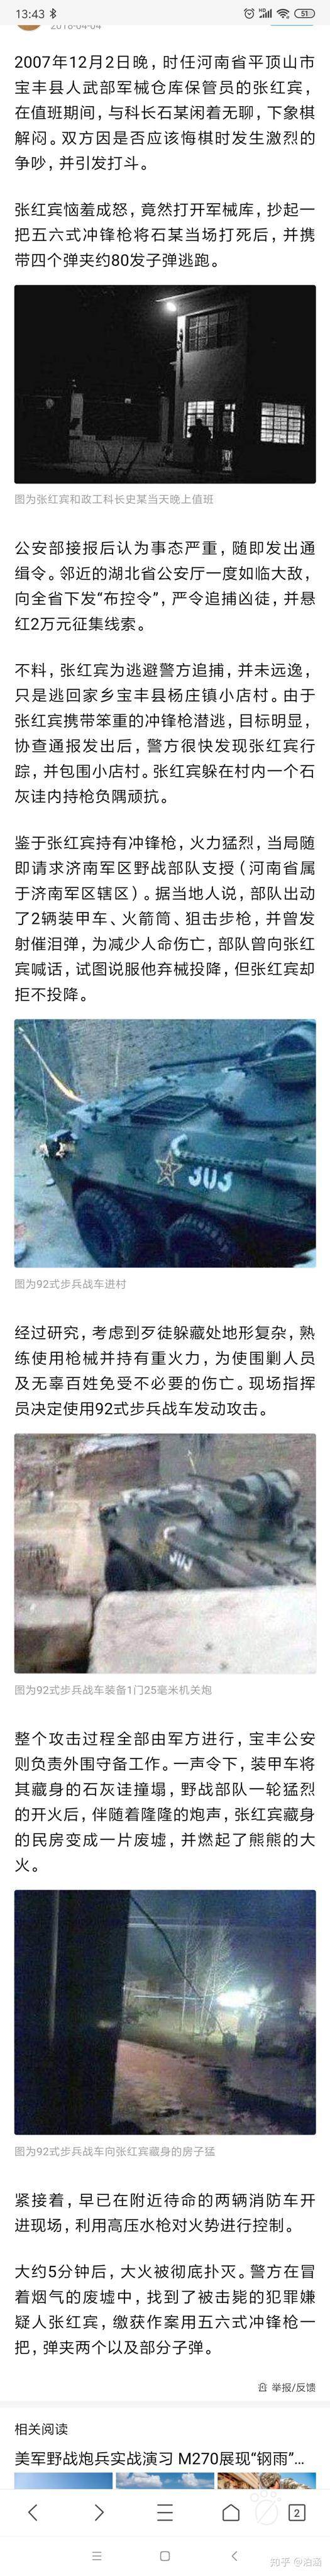 13:43
2018-04-04
2007年12月2日晚，时任河南省平顶山市
宝丰县人武部军械仓库保管员的张红宾，
在值班期间，与科长石某闲着无聊，下象棋
解闷。双方因是否应该悔棋时发生激烈的
争吵，并引发打斗。
张红宾恼羞成怒，竟然打开军械库，抄起一
把五六式冲锋枪将石某当场打死后，并携
带四个弹夹约80发子弹逃跑。
图为张红宾和政工科长史某当天晚上值班
公安部接报后认为事态严重，随即发出通
缉令。邻近的湖北省公安厅一度如临大敌，
向全省下发“布控令”，严令追捕凶徒，并悬
红2万元征集线索。
不料，张红宾为逃避警方追捕，并未远逸，
只是逃回家乡宝丰县杨庄镇小店村。由于
张红宾携带笨重的冲锋枪潜逃，目标明显，
协查通报发出后，警方很快发现张红宾行
踪，并包围小店村。张红宾躲在村内一个石
灰诖内持枪负隅顽抗。
鉴于张红宾持有冲锋枪，火力猛烈，当局随
即请求济南军区野战部队支授（河南省属
于济南军区辖区）。据当地人说，部队出动
了2辆装甲车、火箭筒、狙击步枪，并曾发
射催泪弹，为减少人命伤亡，部队曾向张红
宾喊话，试图说服他弃械投降，但张红宾却
拒不投降。
303
图为92式步兵战车进村
经过研究，考虑到歹徒躲藏处地形复杂，熟
练使用枪械并持有重火力，为使围剿人员
及无辜百姓免受不必要的伤亡。现场指挥
员决定使用92式步兵战车发动攻击。
303
图为92式步兵战车装备1门25毫米机关炮
整个攻击过程全部由军方进行，宝丰公安
则负责外围守备工作。一声令下，装甲车将
其藏身的石灰诖撞塌，野战部队一轮猛烈
的开火后，伴随着隆隆的炮声，张红宾藏身
的民房变成一片废墟，并燃起了熊熊的大
火。
图为92式步兵战车向张红宾藏身的房子猛
紧接着，早已在附近待命的两辆消防车开
进现场，利用高压水枪对火势进行控制。
大约5分钟后，大火被彻底扑灭。警方在冒
着烟气的废墟中，找到了被击毙的犯罪嫌
疑人张红宾，缴获作案用五六式冲锋枪一
把，弹夹两个以及部分子弹。
举报/反馈
相关阅读
美军野战炮兵实战演习 M270展现“钢雨”...
2
知乎 @泊涵